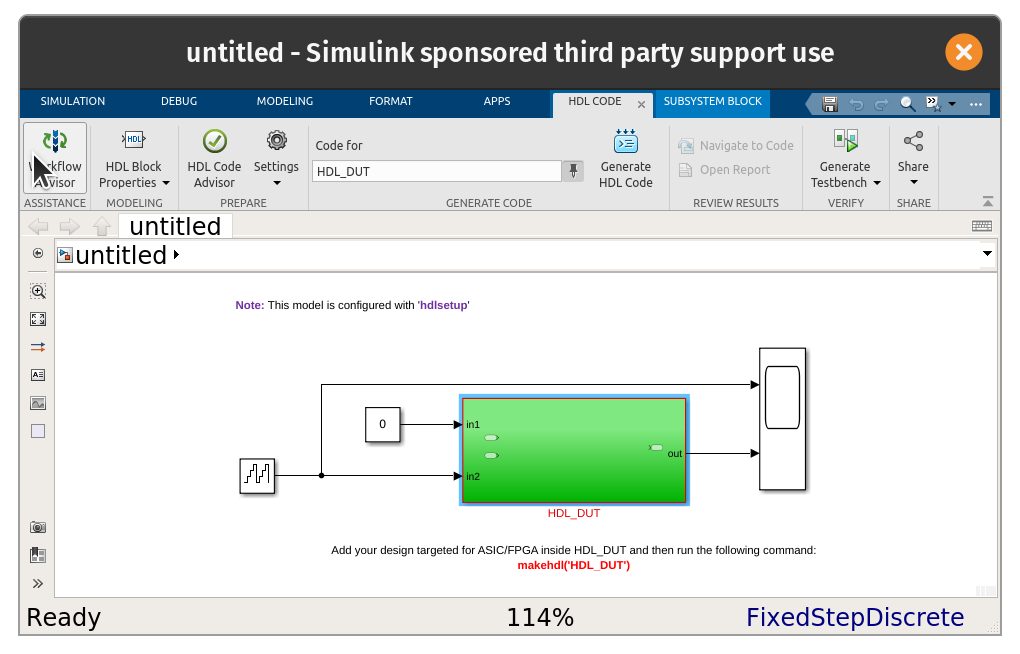 untitled - Simulink sponsored third party support use
SIMULATION DEBUG MODELING FORMAT APPS HDL CODE SUBSYSTEM BLOCK
HDL Block Properties
HDL Code Advisor
Settings
Code for
HDL_DUT
Generate HDL Code
Navigate to Code
Open Report
Generate Testbench
Share
ASSISTANCE MODELING PREPARE GENERATE CODE REVIEW RESULTS VERIFY SHARE
untitled
untitled
Note: This model is configured with 'hdlsetup'
0
in1
in2
out
HDL_DUT
Add your design targeted for ASIC/FPGA inside HDL_DUT and then run the following command:
makehdl('HDL_DUT')
Ready 114% FixedStepDiscrete